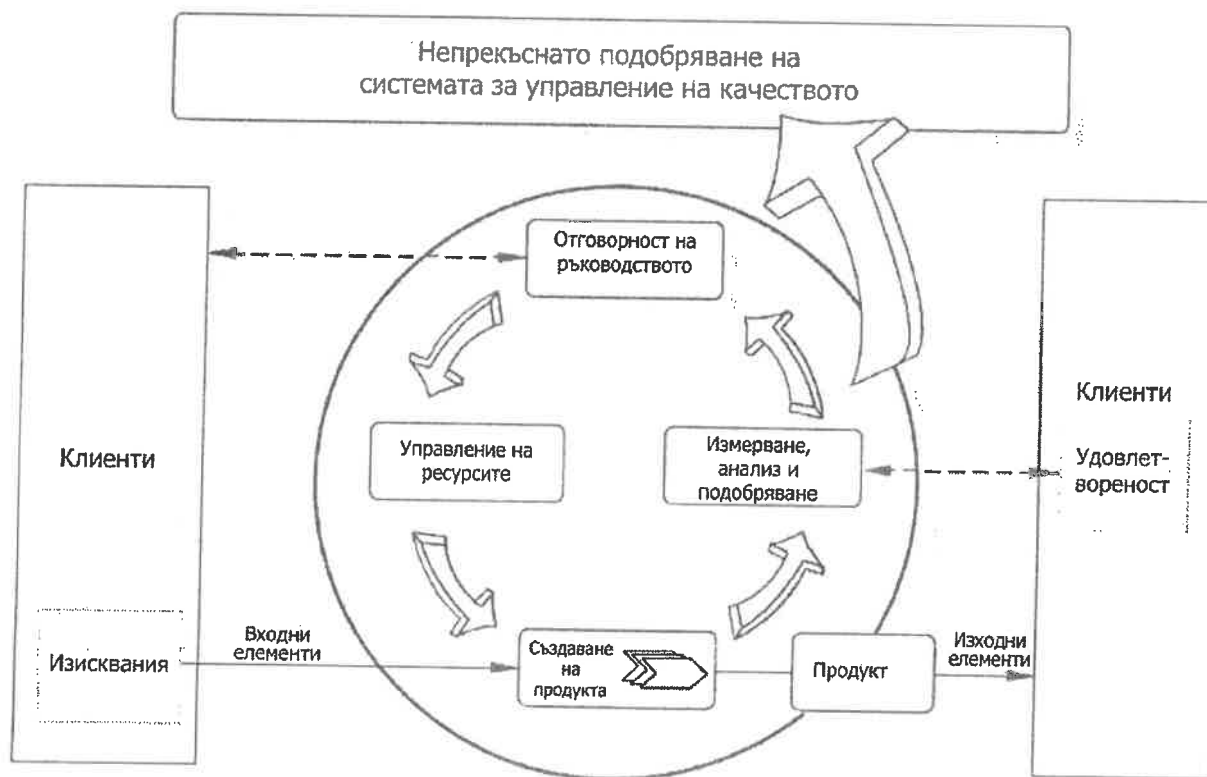 Непрекъснато подобряване на
системата за управление на качеството
Отговорност на
ръководството
Клиенти
Управление на
ресурсите
Измерване,
анализ и
подобряване
Клиенти
Удовлет-
вореност
Изисквания
Входни
елементи
Създаване
на
продукта
Продукт
Изходни
елементи